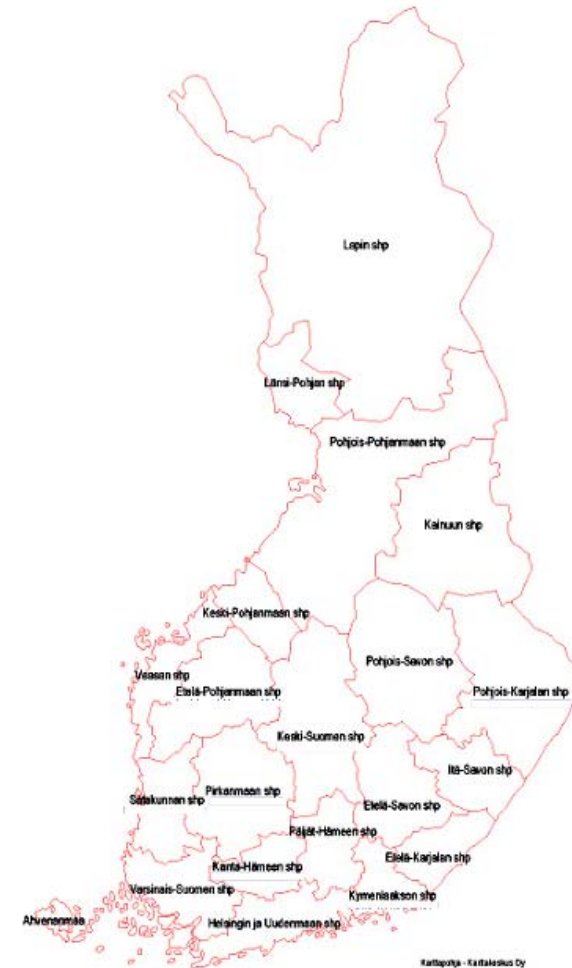 Lapin shp
Länsi-Pohjan shp
Pohjois-Pohjanmaan shp
Kainuun shp
Keski-Pohjanmaan shp
Vaasan shp
Pohjois-Savon shp
Etelä-Pohjanmaan shp
Pohjois-Karjalan shp
Keski-Suomen shp
Itä-Savon shp
Pirkanmaan shp
Satakunnan shp
Etelä-Savon shp
Päijät-Hämeen shp
Etelä-Karjalan shp
Kanta-Hämeen shp
Varsinais-Suomen shp
Kymenlaakson shp
Ahvenanmaa
Helsingin ja Uudenmaan shp
Karttapohja - Karttakeskus Oy